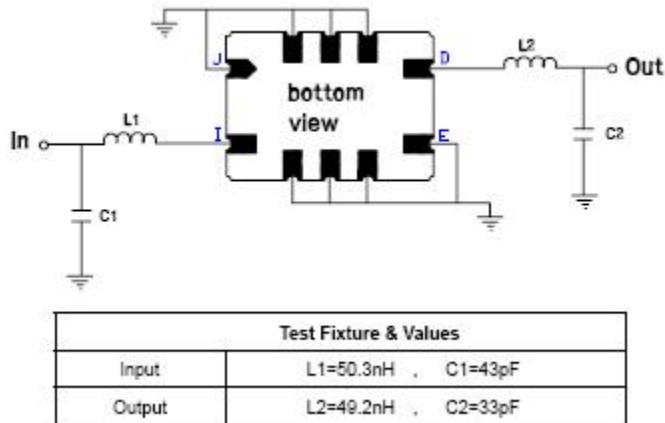 L2
J
D
Out
bottom
view
L1
C2
In
I
E
C1
Test Fixture & Values
Input L1=50.3nH , C1=43pF
Output L2=49.2nH , C2=33pF